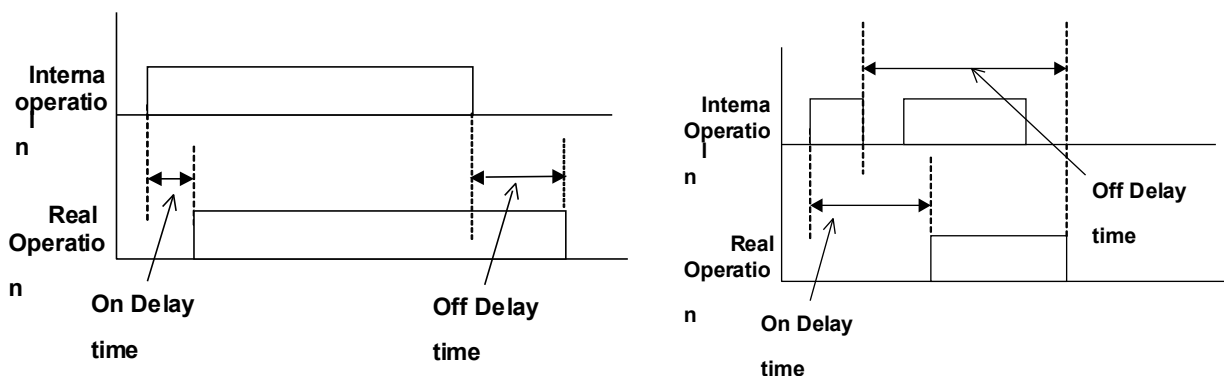 Interna
operatio
l
n
Real
Operatio
n
On Delay
time
Off Delay
time
Interna
Operatio
l
n
Real
Operatio
n
Off Delay
time
On Delay
time